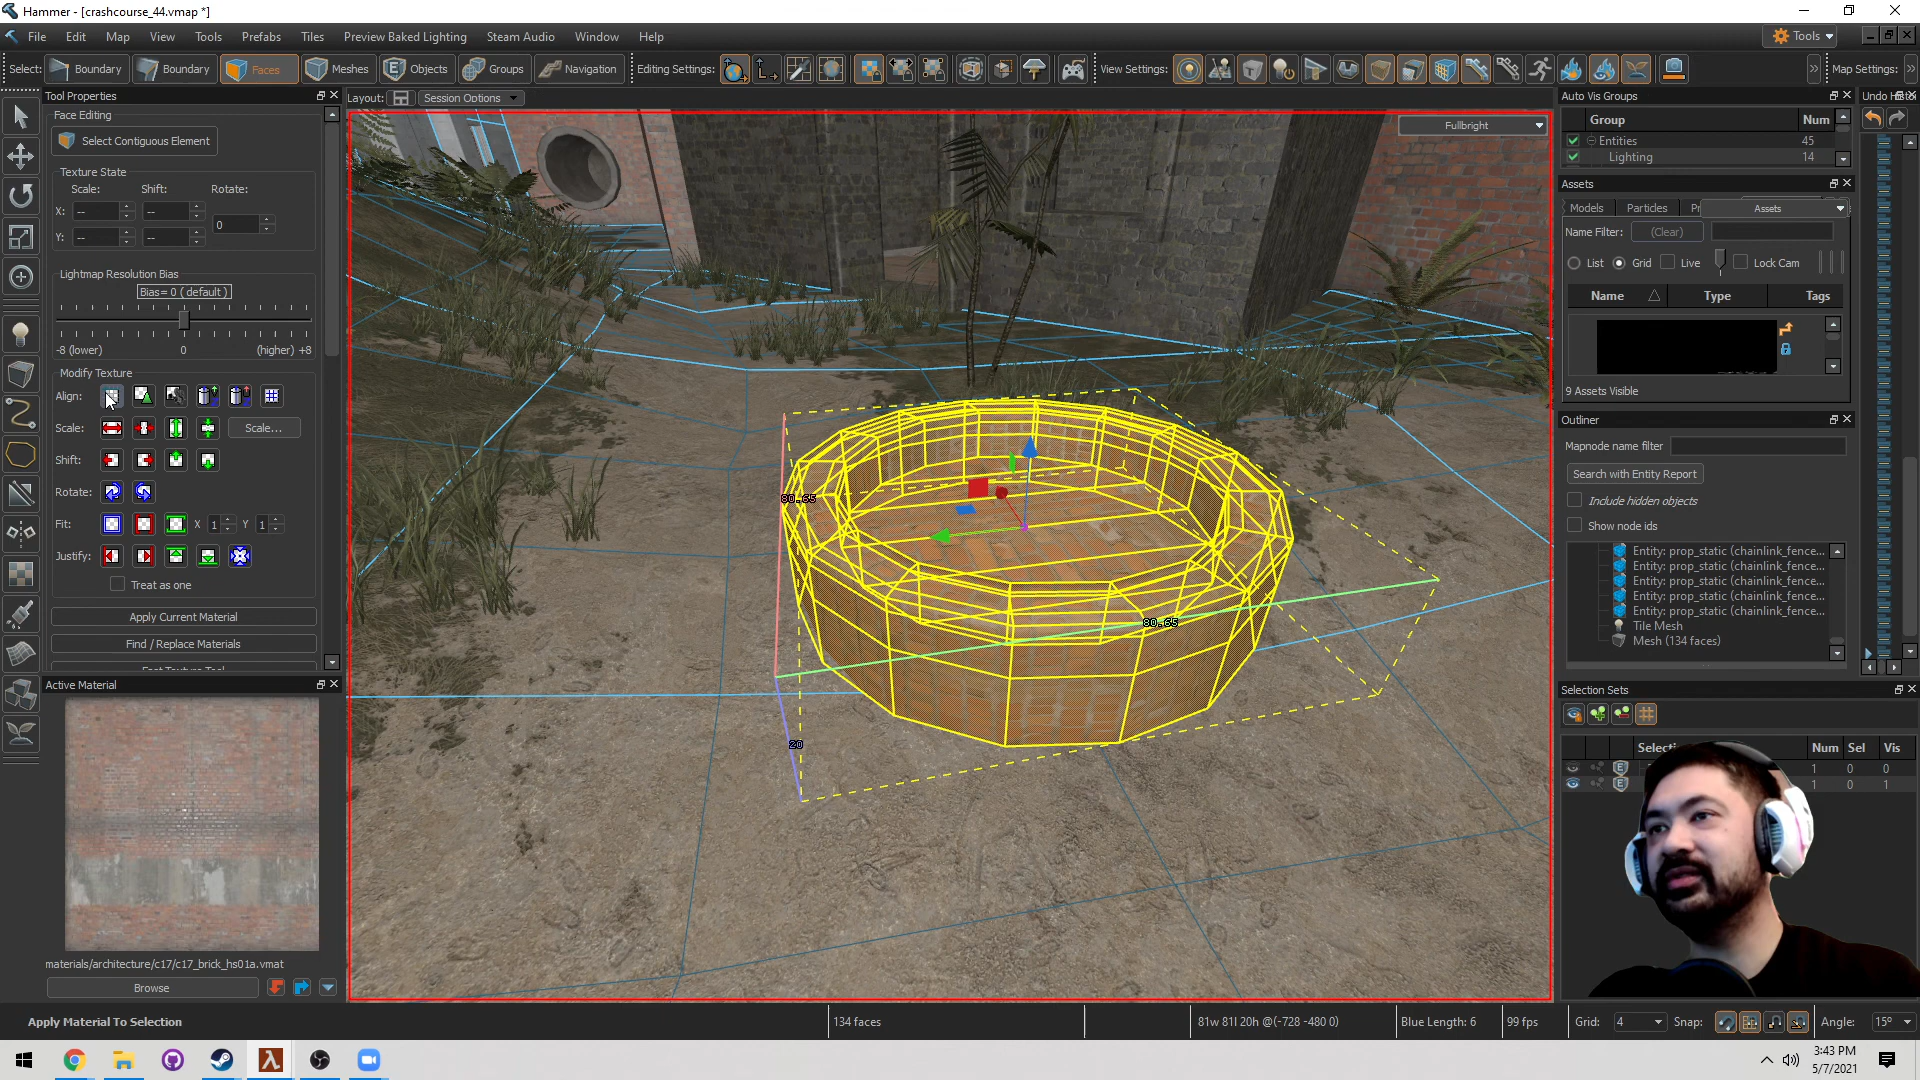 Hammer - [crashcourse_44.vmap *]
File Edit Map View Tools Prefabs Tiles Preview Baked Lighting Steam Audio Window Help
Tools
Select: Boundary Boundary Faces Meshes Objects Groups Navigation Editing Settings: View Settings: Map Settings:
Tool Properties
Layout: Session Options
Auto Vis Groups
Face Editing
Select Contiguous Element
Fullbright
Group Num
Entities 45
Lighting 14
Texture State
Scale: Shift: Rotate:
X: -- --
0
Y: -- --
Assets
Models Particles Assets
Name Filter: (Clear)
List Grid Live Lock Cam
Name Type Tags
9 Assets Visible
Lightmap Resolution Bias
Bias= 0 ( default )
-8 (lower) 0 (higher) +8
Modify Texture
Align:
Scale: Scale...
Shift:
Rotate:
Fit: X 1 Y 1
Justify:
Treat as one
Apply Current Material
Find / Replace Materials
80.65
80.65
20
Outliner
Mapnode name filter
Search with Entity Report
Include hidden objects
Show node ids
Entity: prop_static (chainlink_fence...
Entity: prop_static (chainlink_fence...
Entity: prop_static (chainlink_fence...
Entity: prop_static (chainlink_fence...
Entity: prop_static (chainlink_fence...
Tile Mesh
Mesh (134 faces)
Active Material
materials/architecture/c17/c17_brick_hs01a.vmat
Browse
Selection Sets
Num Sel Vis
1 0 0
1 0 1
Apply Material To Selection
134 faces
81w 81l 20h @(-728 -480 0)
Blue Length: 6
99 fps
Grid: 4 Snap: Angle: 15º
3:43 PM
5/7/2021